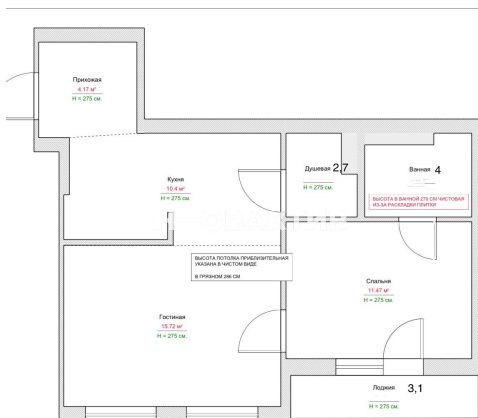 Прихожая
4.17 м²
H = 275 см.
Кухня
10.4 м²
H = 275 см.
Душевая 2,7
H = 275 см.
Ванная 4
ВЫСОТА В ВАННОЙ 270 СМ ЧИСТОВАЯ
ИЗ-ЗА РАСКЛАДКИ ПЛИТКИ
ВЫСОТА ПОТОЛКА ПРИБЛИЗИТЕЛЬНАЯ
УКАЗАНА В ЧИСТОМ ВИДЕ.
В ГРЯЗНОМ 286 СМ
Спальня
11.47 м²
H = 275 см.
Гостиная
15.72 м²
H = 275 см.
Лоджия 3,1
H = 275 см.